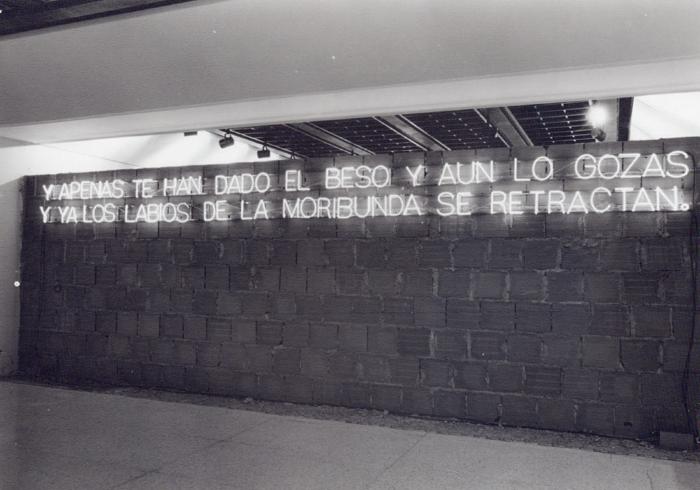 Y APENAS TE HAN DADO EL BESO Y AUN LO GOZAS
Y YA LOS LABIOS DE LA MORIBUNDA SE RETRACTAN.